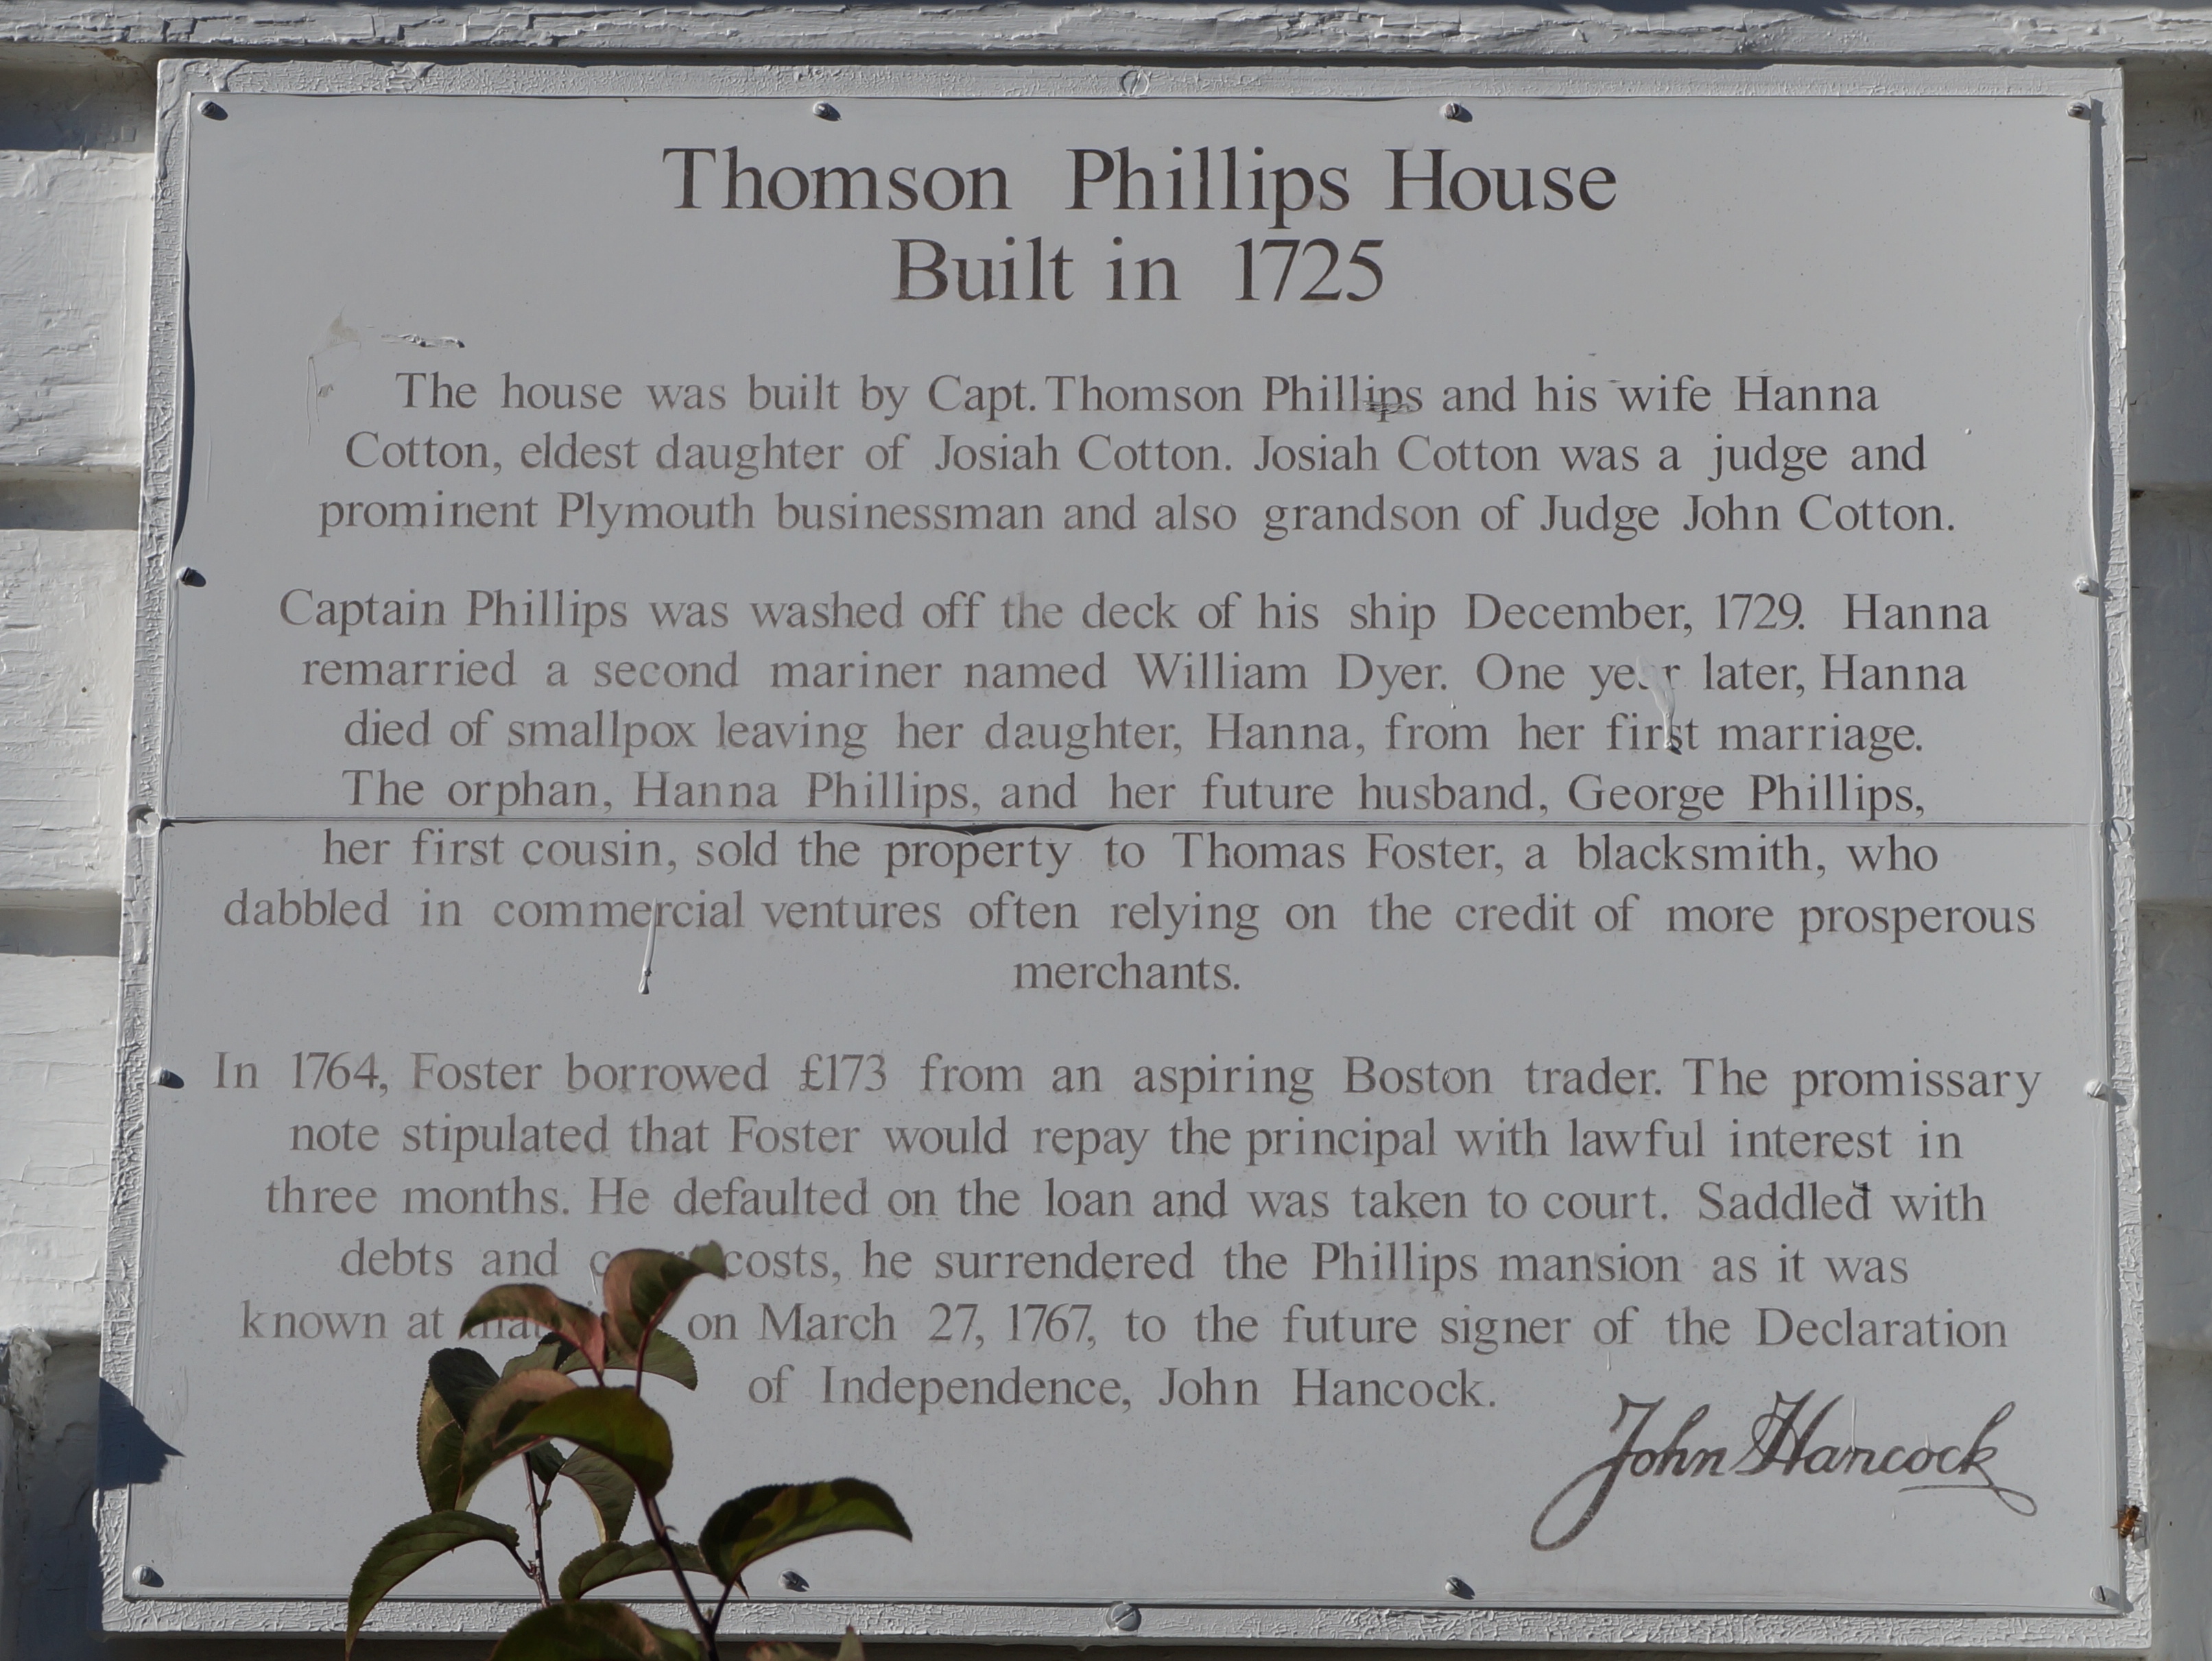 Thomson Phillips House
Built in 1725
The house was built by Capt. Thomson Phillips and his wife Hanna
Cotton, eldest daughter of Josiah Cotton. Josiah Cotton was a judge and
prominent Plymouth businessman and also grandson of Judge John Cotton.
Captain Phillips was washed off the deck of his ship December, 1729. Hanna
remarried a second mariner named William Dyer. One year later, Hanna
died of smallpox leaving her daughter, Hanna, from her first marriage.
The orphan, Hanna Phillips, and her future husband, George Phillips,
her first cousin, sold the property to Thomas Foster, a blacksmith, who
dabbled in commercial ventures often relying on the credit of more prosperous
merchants.
In 1764, Foster borrowed £173 from an aspiring Boston trader. The promissary
note stipulated that Foster would repay the principal with lawful interest in
three months. He defaulted on the loan and was taken to court. Saddled with
debts and costs, he surrendered the Phillips mansion as it was
known at that on March 27, 1767, to the future signer of the Declaration
of Independence, John Hancock.
John Hancock